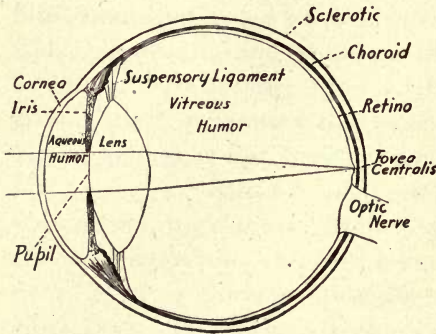 Sclerotic
Choroid
Cornea
Suspensory Ligament
Iris
Vitreous
Humor
Retina
Aqueous
Humor
Lens
Fovea
Centralis
Optic
Nerve
Pupil